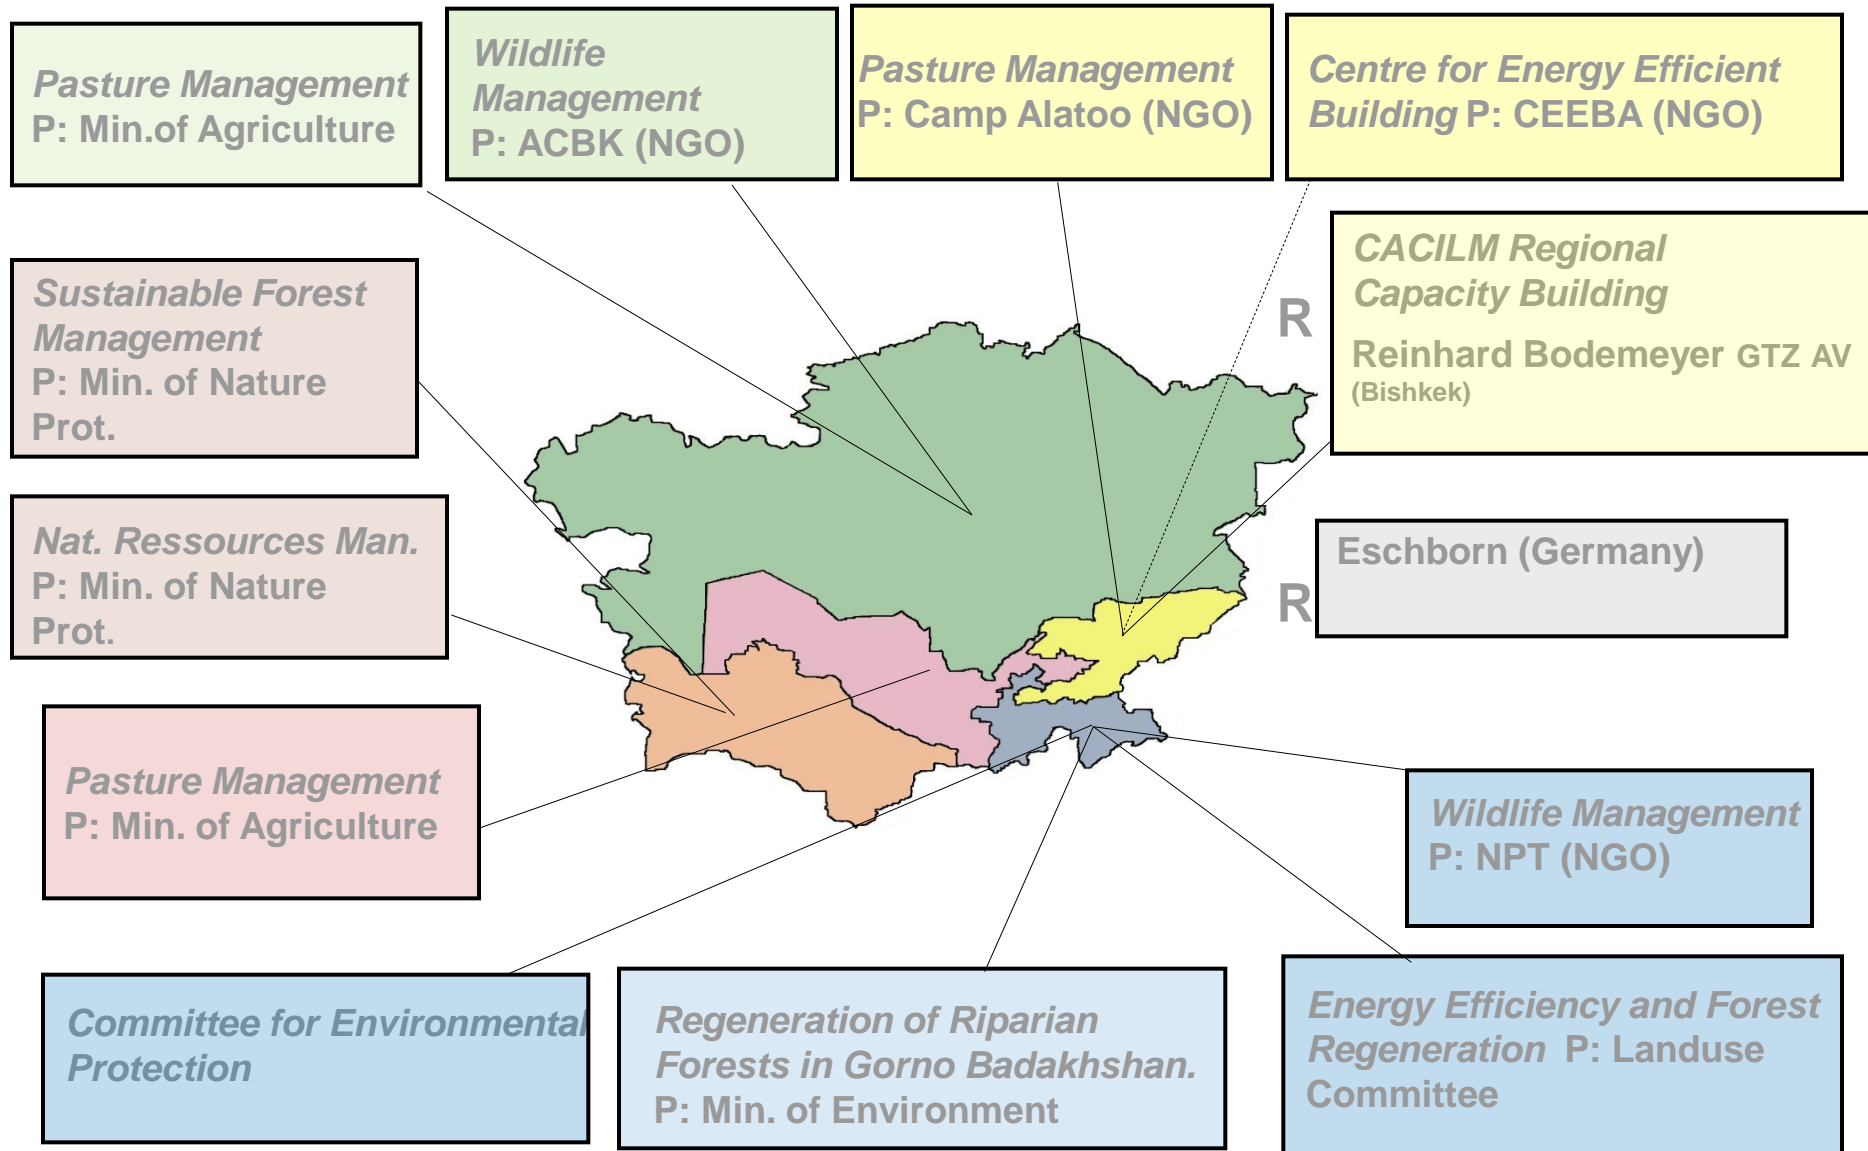 Pasture Management
P: Min.of Agriculture
Wildlife
Management
P: ACBK (NGO)
Pasture Management
P: Camp Alatoo (NGO)
Centre for Energy Efficient
Building P: CEEBA (NGO)
CACILM Regional
Capacity Building
Reinhard Bodemeyer GTZ AV
(Bishkek)
R
Sustainable Forest
Management
P: Min. of Nature
Prot.
Nat. Ressources Man.
P: Min. of Nature
Prot.
Eschborn (Germany)
R
Pasture Management
P: Min. of Agriculture
Wildlife Management
P: NPT (NGO)
Committee for Environmental
Protection
Regeneration of Riparian
Forests in Gorno Badakhshan.
P: Min. of Environment
Energy Efficiency and Forest
Regeneration P: Landuse
Committee